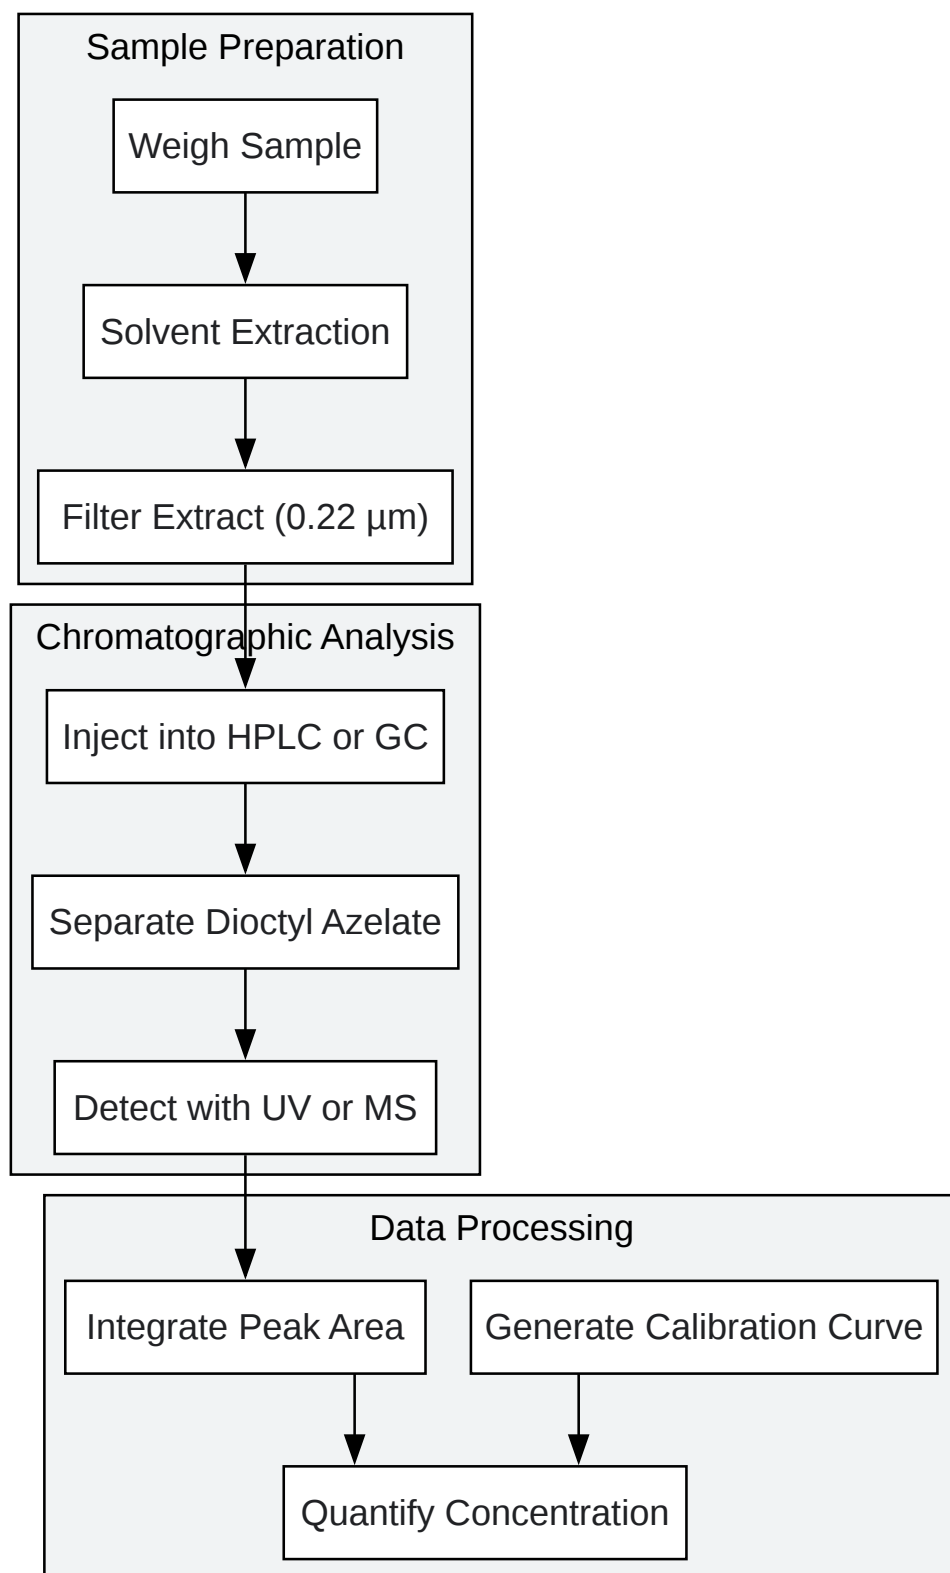 Sample Preparation
Weigh Sample
Solvent Extraction
Filter Extract (0.22 µm)
Chromatographic Analysis
Inject into HPLC or GC
Separate Dioctyl Azelate
Detect with UV or MS
Data Processing
Integrate Peak Area
Generate Calibration Curve
Quantify Concentration